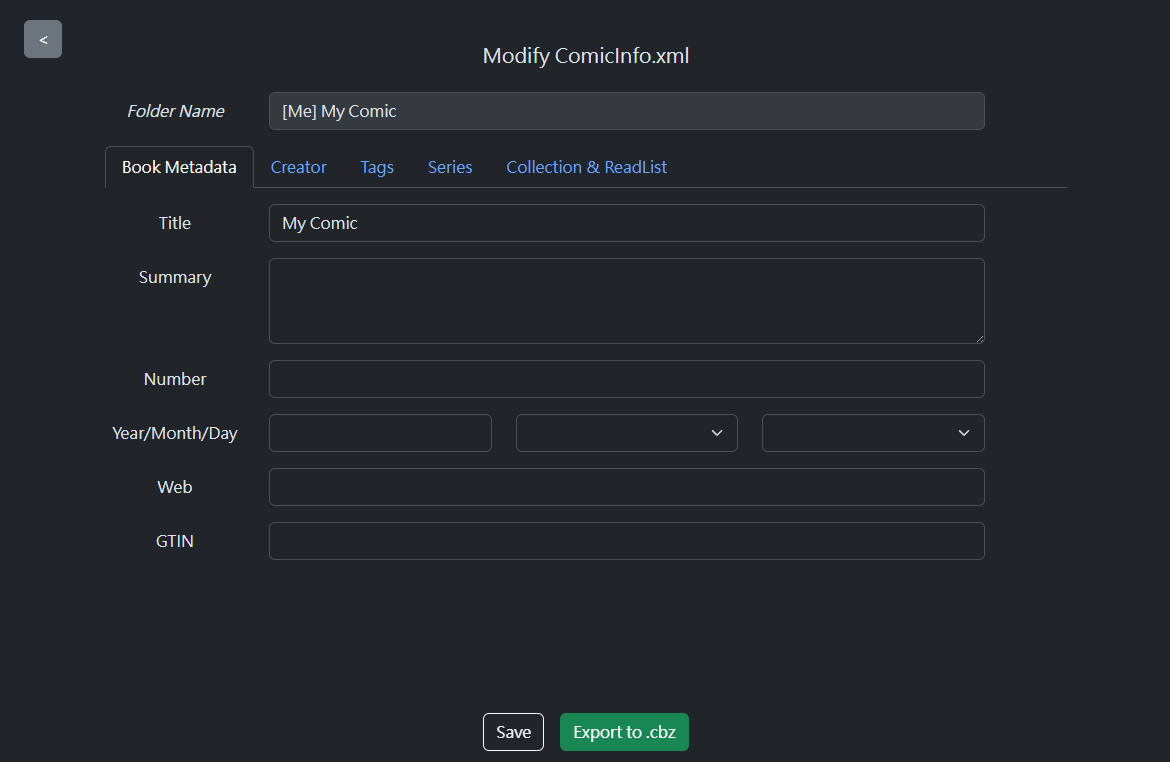 <
Modify ComicInfo.xml
Folder Name
[Me] My Comic
Book Metadata Creator Tags Series Collection & ReadList
Title
My Comic
Summary
Number
Year/Month/Day
Web
GTIN
Save Export to .cbz